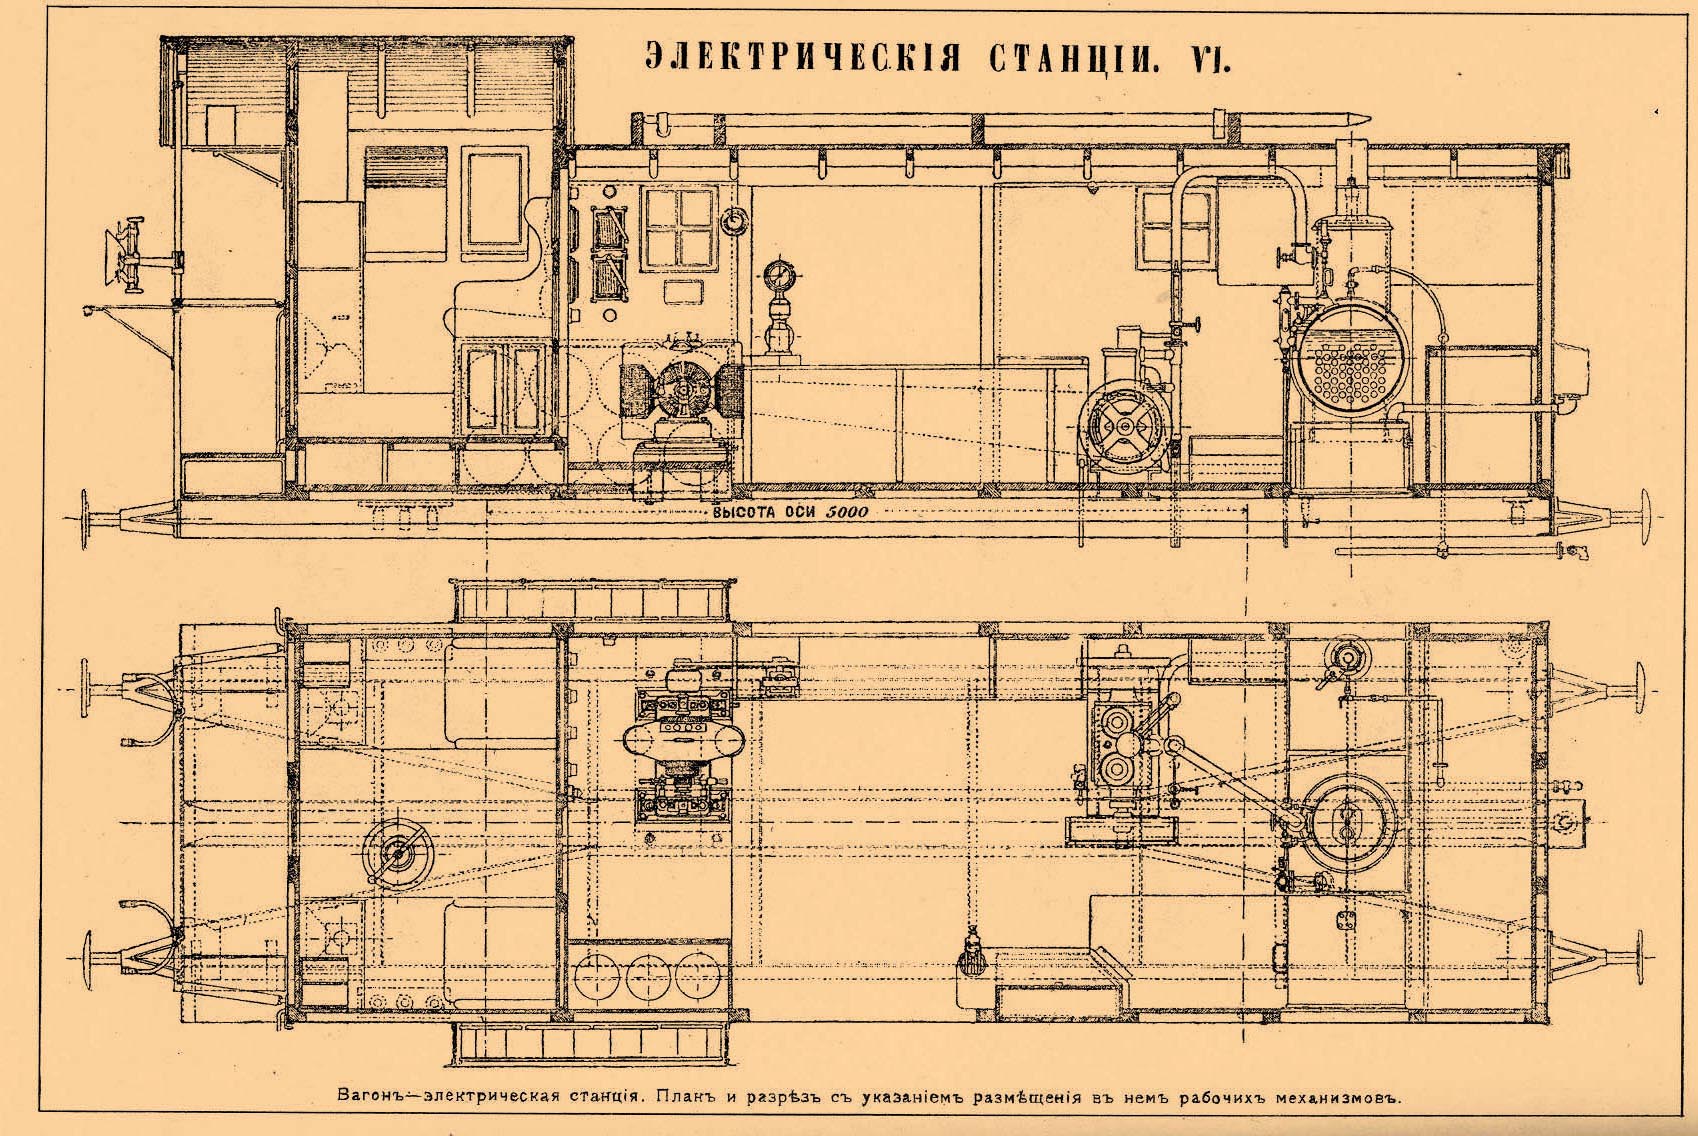 ЭЛЕКТРИЧЕСКІЯ СТАНЦІИ. VI.
ВЫСОТА ОСИ 5000
Вагонъ—электрическая станція. Планъ и разрѣзъ съ указаніемъ размѣщенія въ немъ рабочихъ механизмовъ.